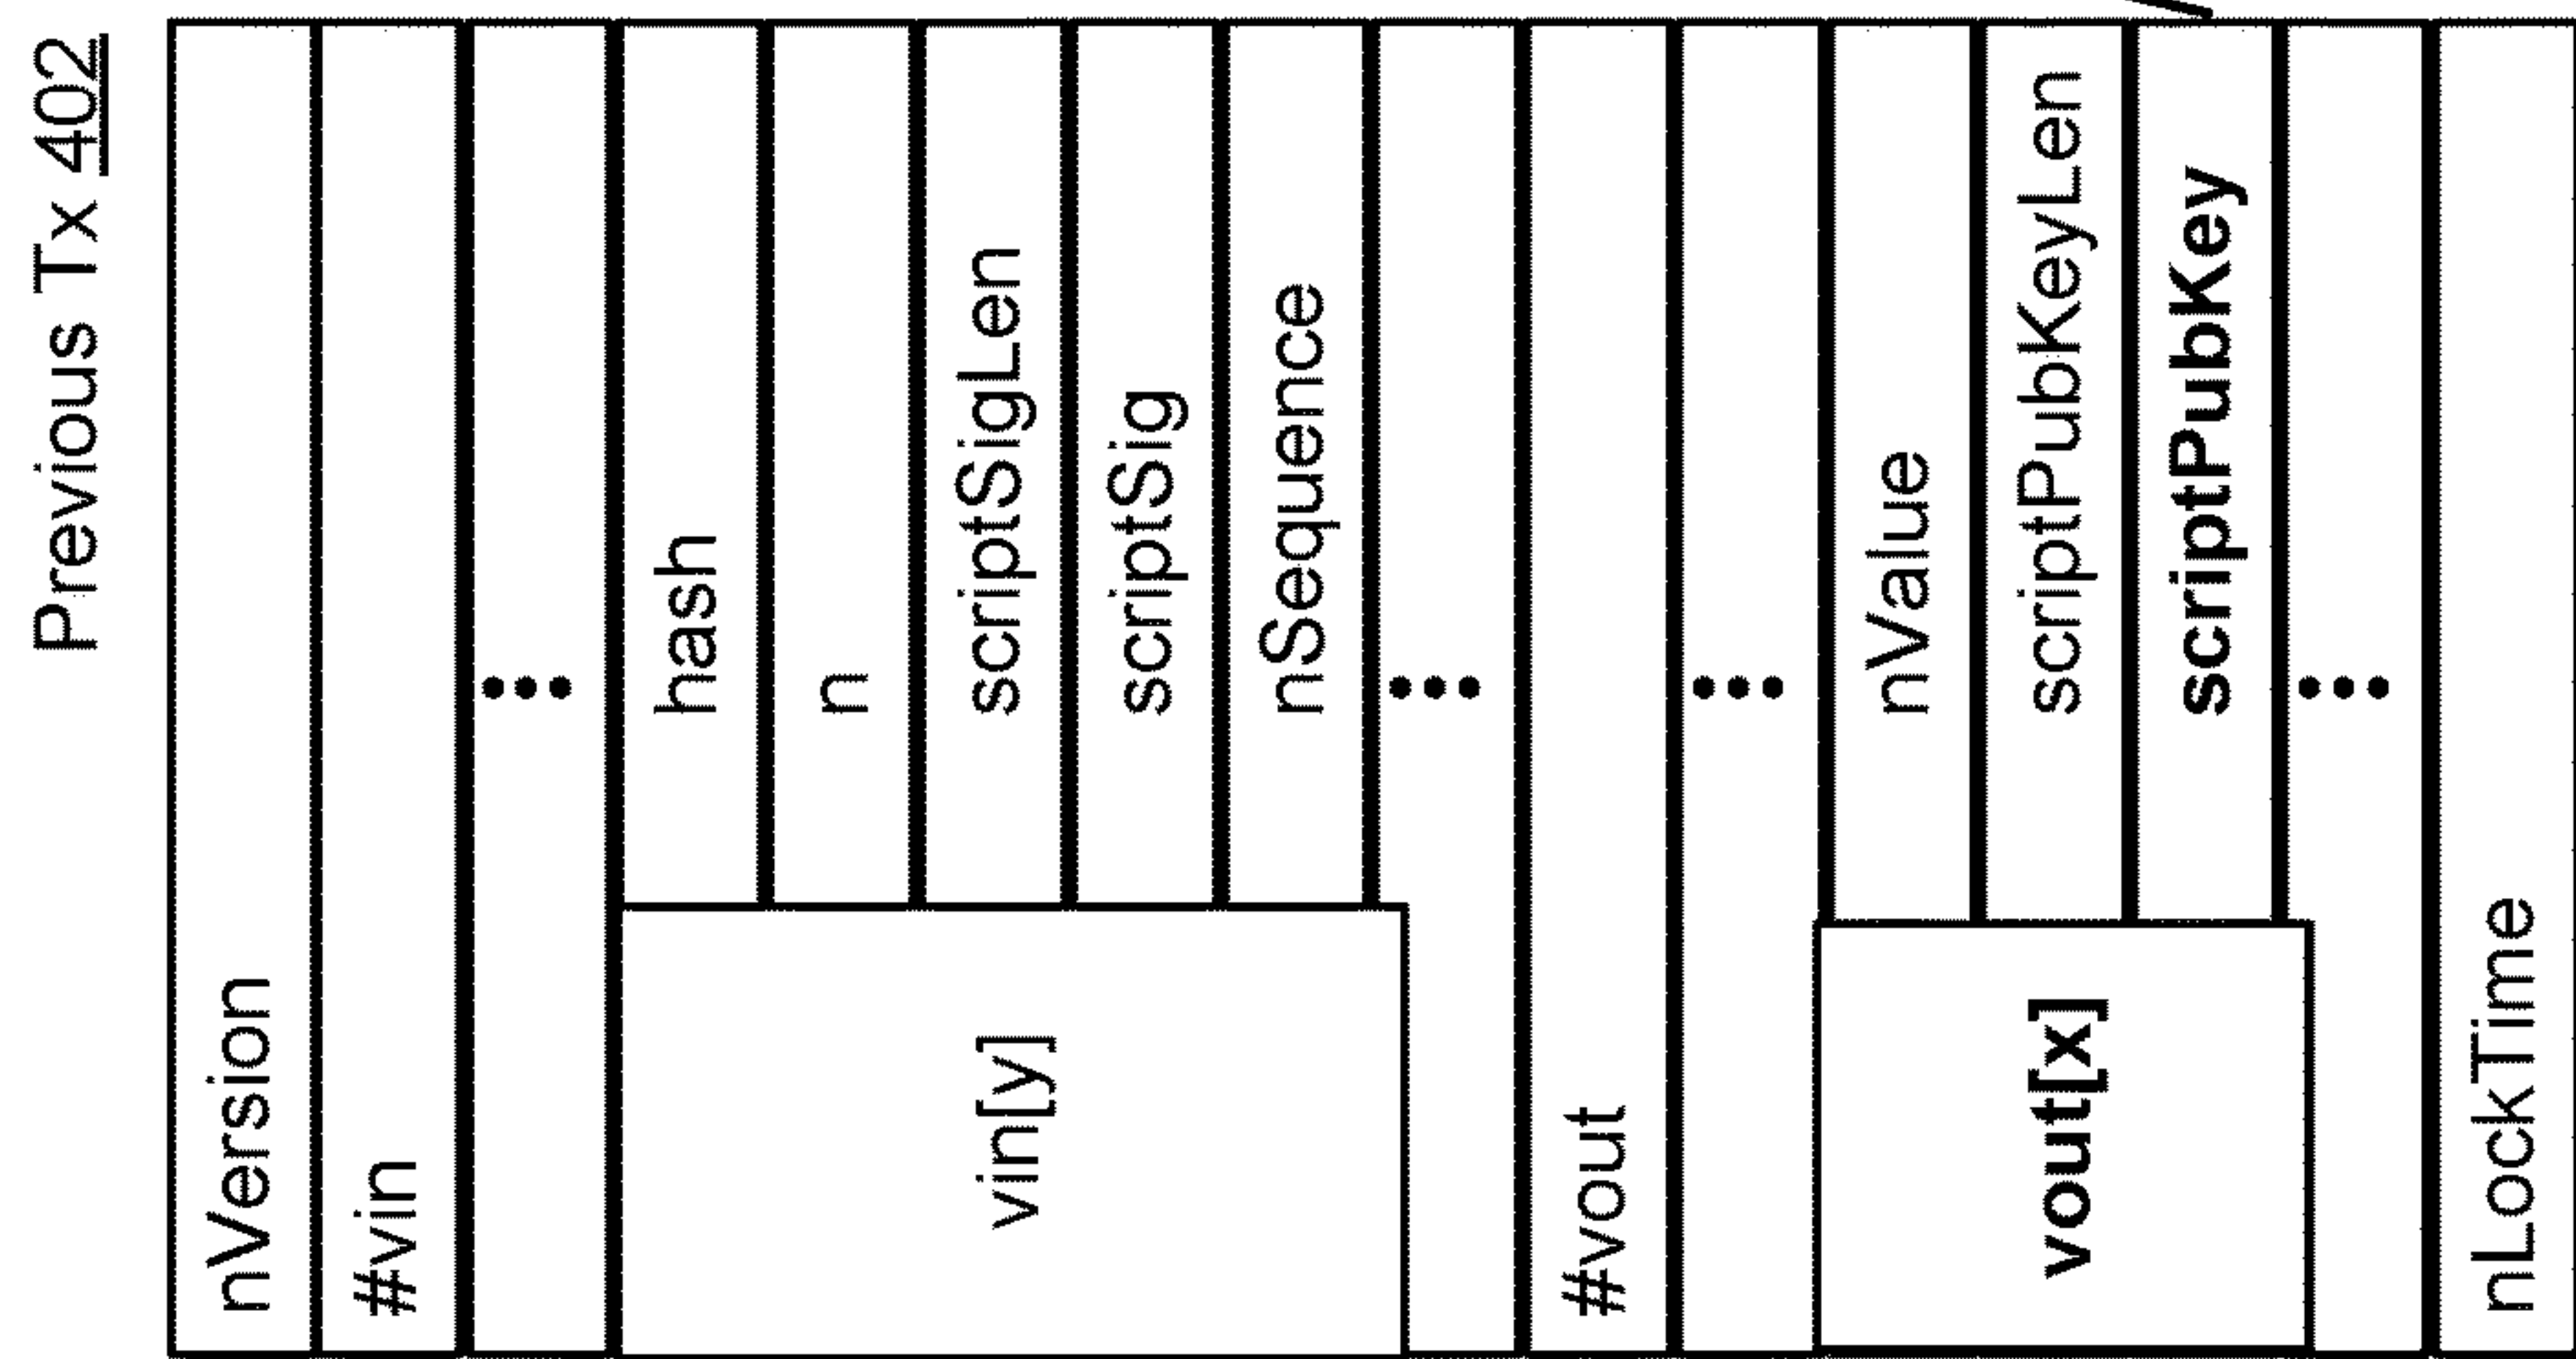 Previous Tx 402
nVersion
#vin
...
vin[y]
hash
n
scriptSigLen
scriptSig
nSequence
...
#vout
...
vout[x]
nValue
scriptPubKeyLen
scriptPubKey
...
nLockTime